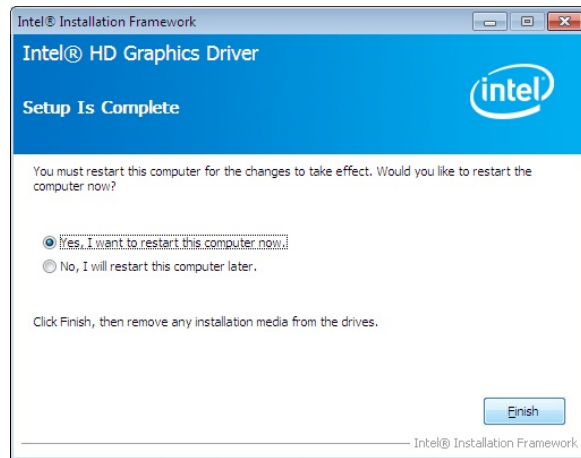 Intel® Installation Framework
Intel® HD Graphics Driver
intel
Setup Is Complete
You must restart this computer for the changes to take effect. Would you like to restart the
computer now?
Yes, I want to restart this computer now.
No, I will restart this computer later.
Click Finish, then remove any installation media from the drives.
Finish
Intel® Installation Framework